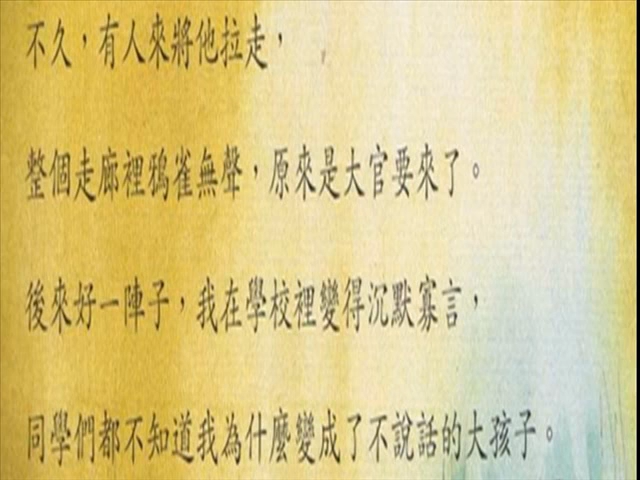 不久，有人來將他拉走，
整個走廊裡鴉雀無聲，原來是大官要來了。
後來好一陣子，我在學校裡變得沉默寡言，
同學們都不知道我為什麼變成了不說話的大孩子。